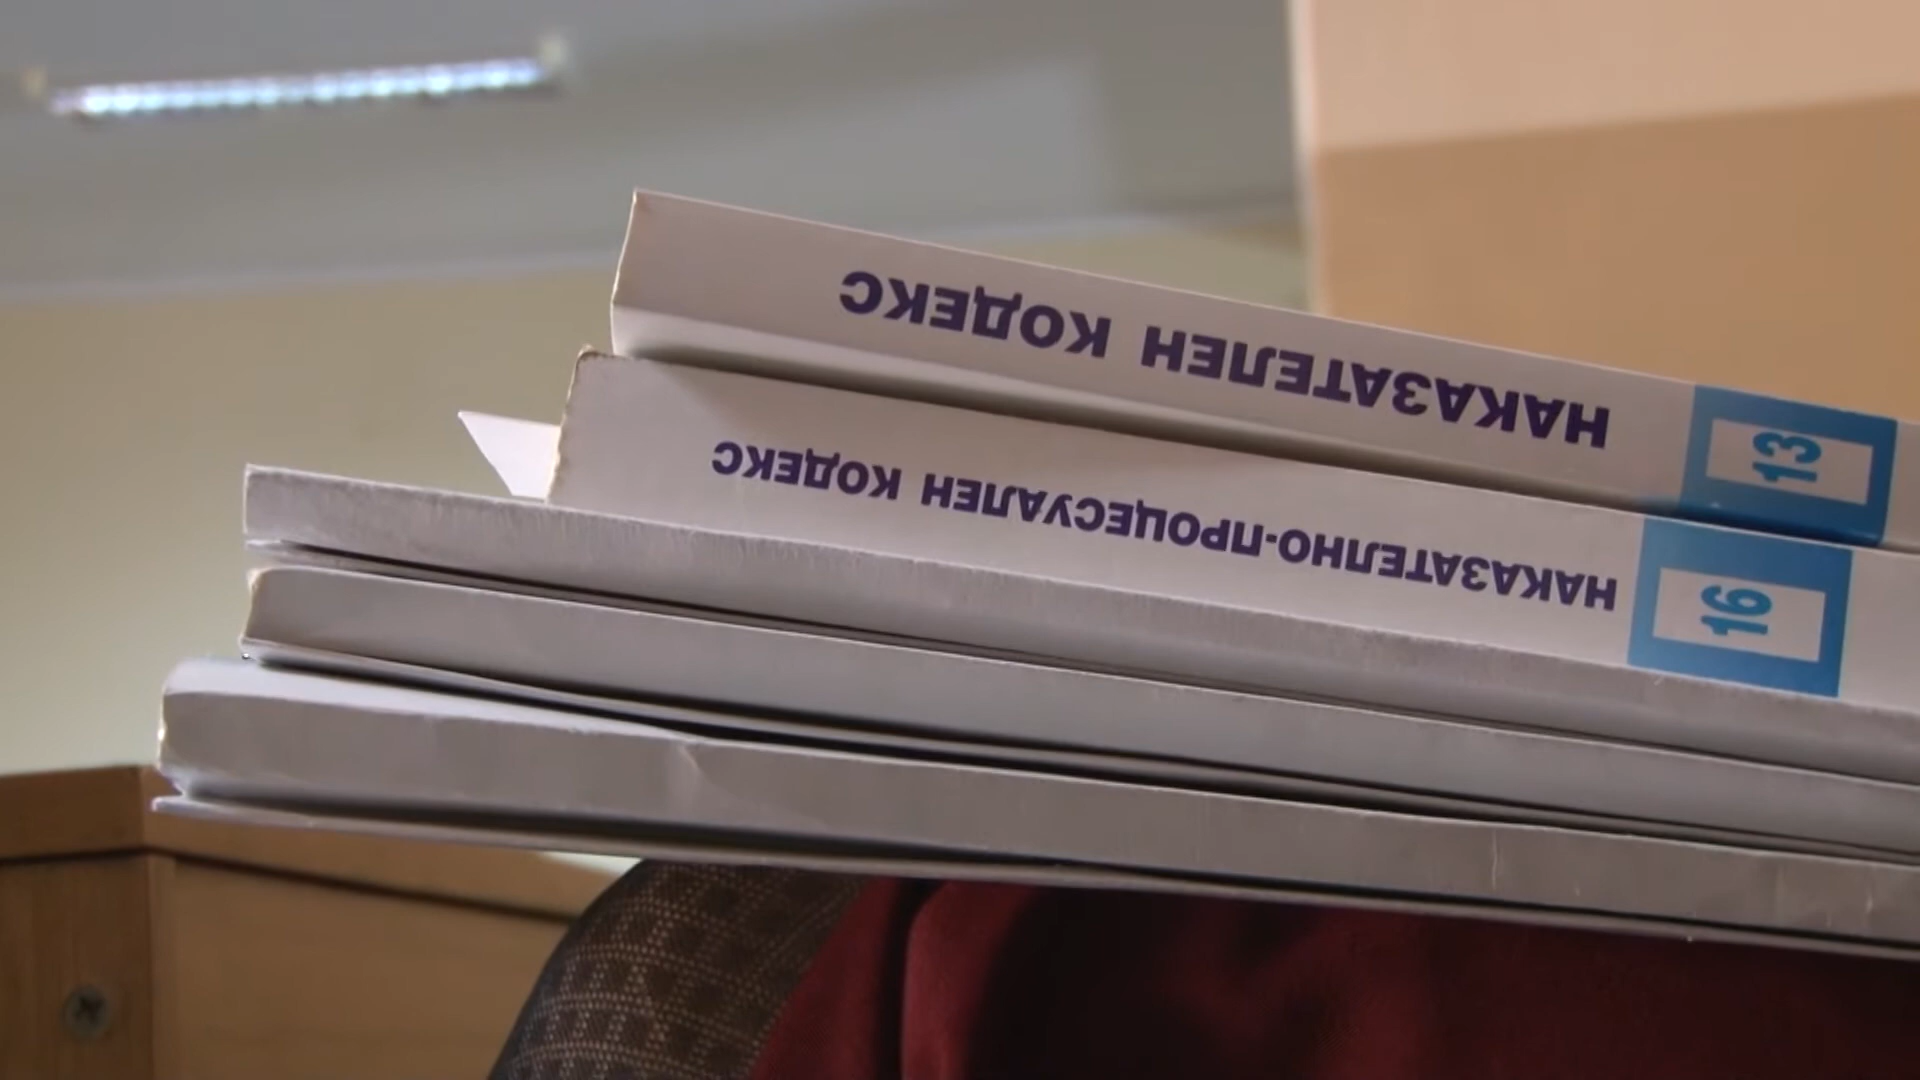 НАКАЗАТЕЛЕН КОДЕКС
13
НАКАЗАТЕЛНО-ПРОЦЕСУАЛЕН КОДЕКС
16